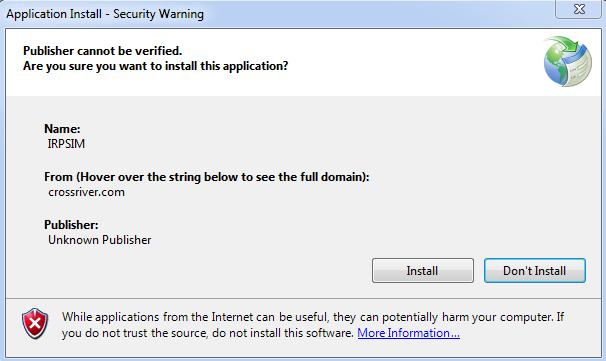 Application Install - Security Warning
Publisher cannot be verified.
Are you sure you want to install this application?
Name:
IRPSIM
From (Hover over the string below to see the full domain):
crossriver.com
Publisher:
Unknown Publisher
Install
Don't Install
While applications from the Internet can be useful, they can potentially harm your computer. If
you do not trust the source, do not install this software. More Information...